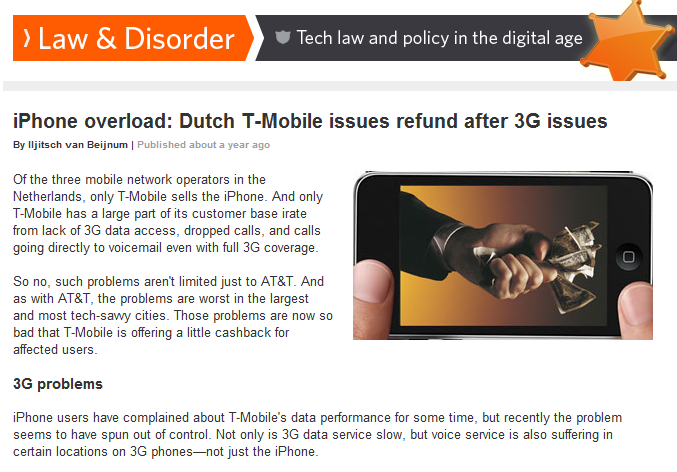 Law & Disorder
Tech law and policy in the digital age
iPhone overload: Dutch T-Mobile issues refund after 3G issues
By Iljitsch van Beijnum | Published about a year ago
Of the three mobile network operators in the
Netherlands, only T-Mobile sells the iPhone. And only
T-Mobile has a large part of its customer base irate
from lack of 3G data access, dropped calls, and calls
going directly to voicemail even with full 3G coverage.
So no, such problems aren't limited just to AT&T. And
as with AT&T, the problems are worst in the largest
and most tech-savvy cities. Those problems are now so
bad that T-Mobile is offering a little cashback for
affected users.
3G problems
iPhone users have complained about T-Mobile's data performance for some time, but recently the problem
seems to have spun out of control. Not only is 3G data service slow, but voice service is also suffering in
certain locations on 3G phones—not just the iPhone.